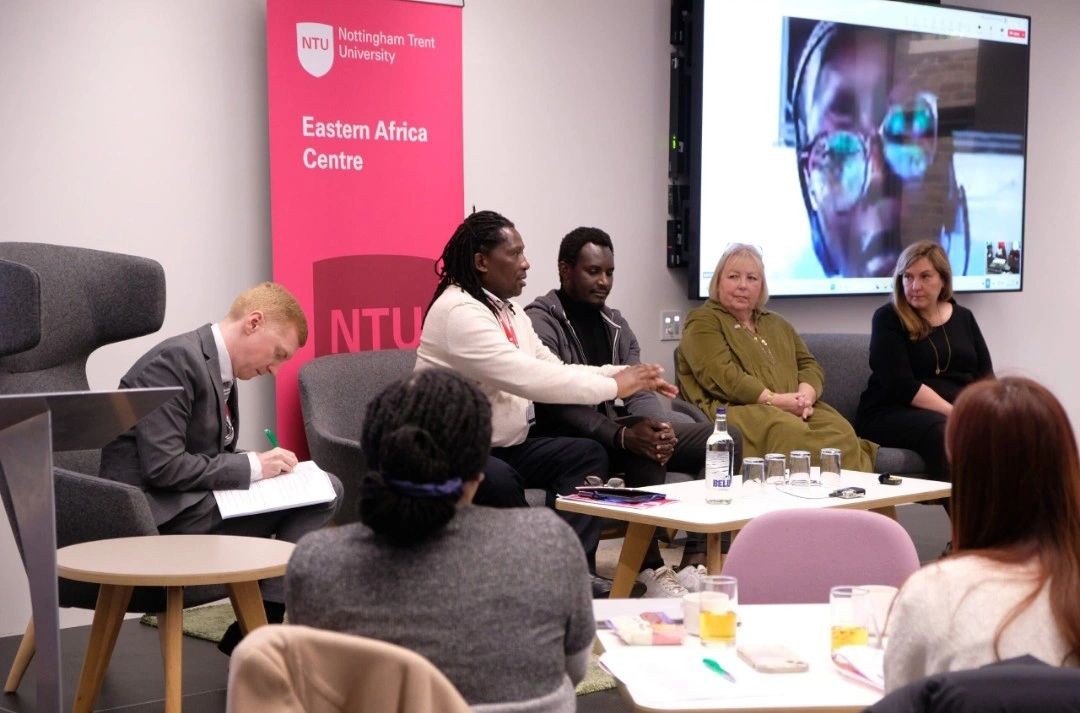 NTU
Nottingham Trent
University
Eastern Africa
Centre
NTU
BELU